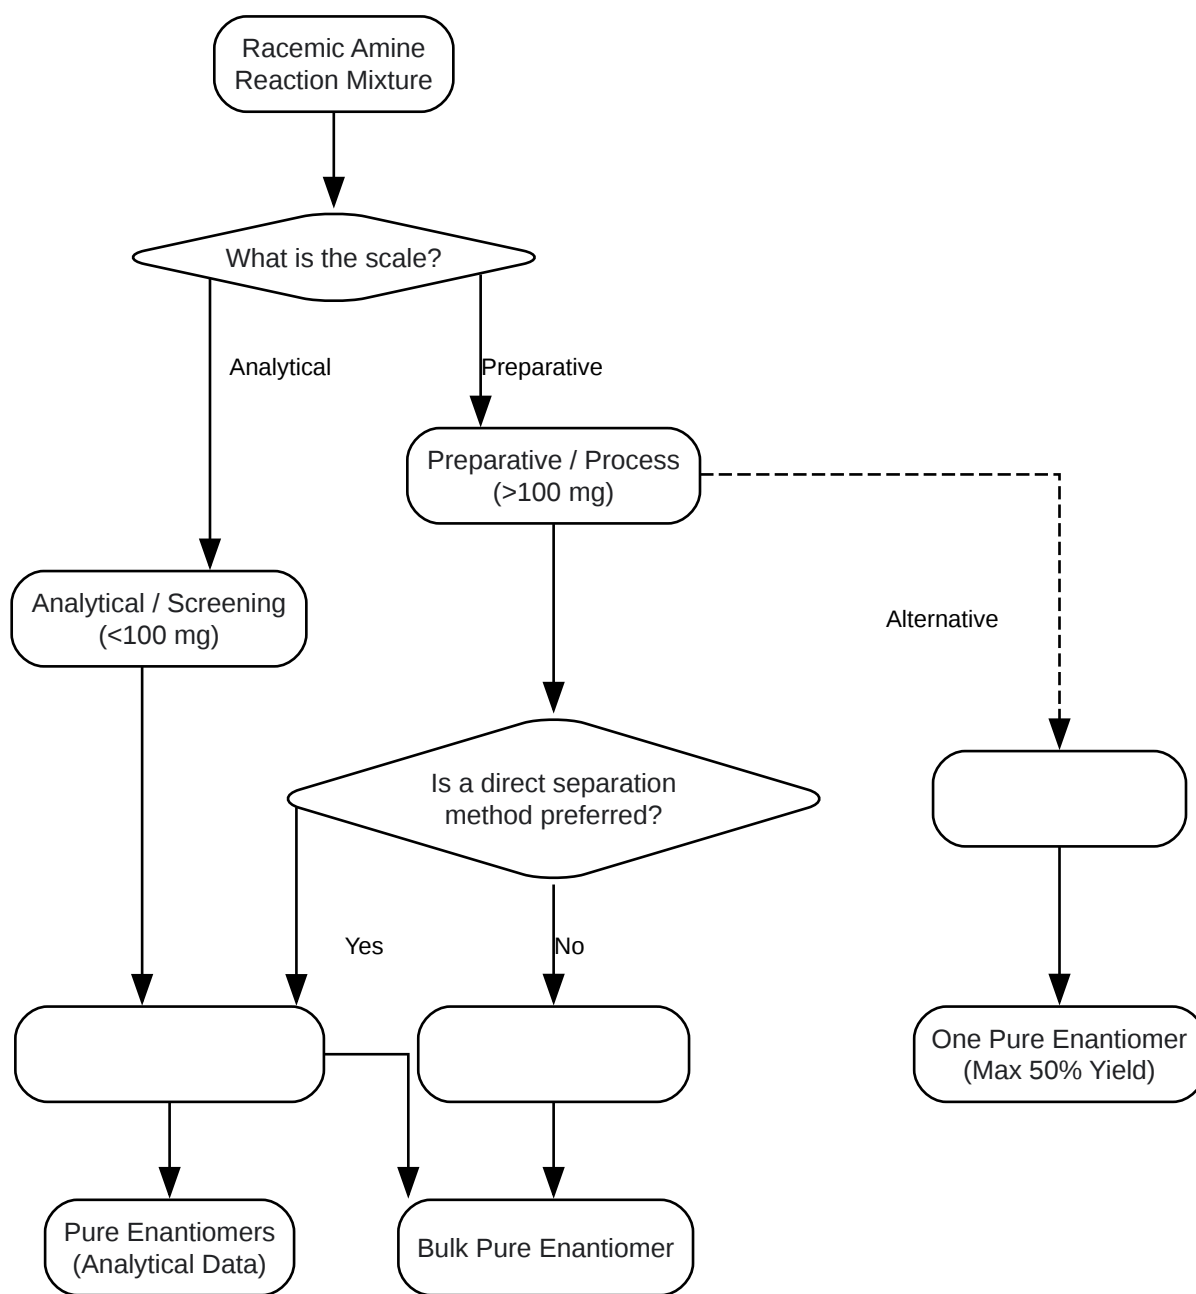 Racemic Amine
Reaction Mixture
What is the scale?
Analytical
Preparative
Preparative / Process
(>100 mg)
Analytical / Screening
(<100 mg)
Alternative
Is a direct separation
method preferred?
Yes
No
One Pure Enantiomer
(Max 50% Yield)
Pure Enantiomers
(Analytical Data)
Bulk Pure Enantiomer